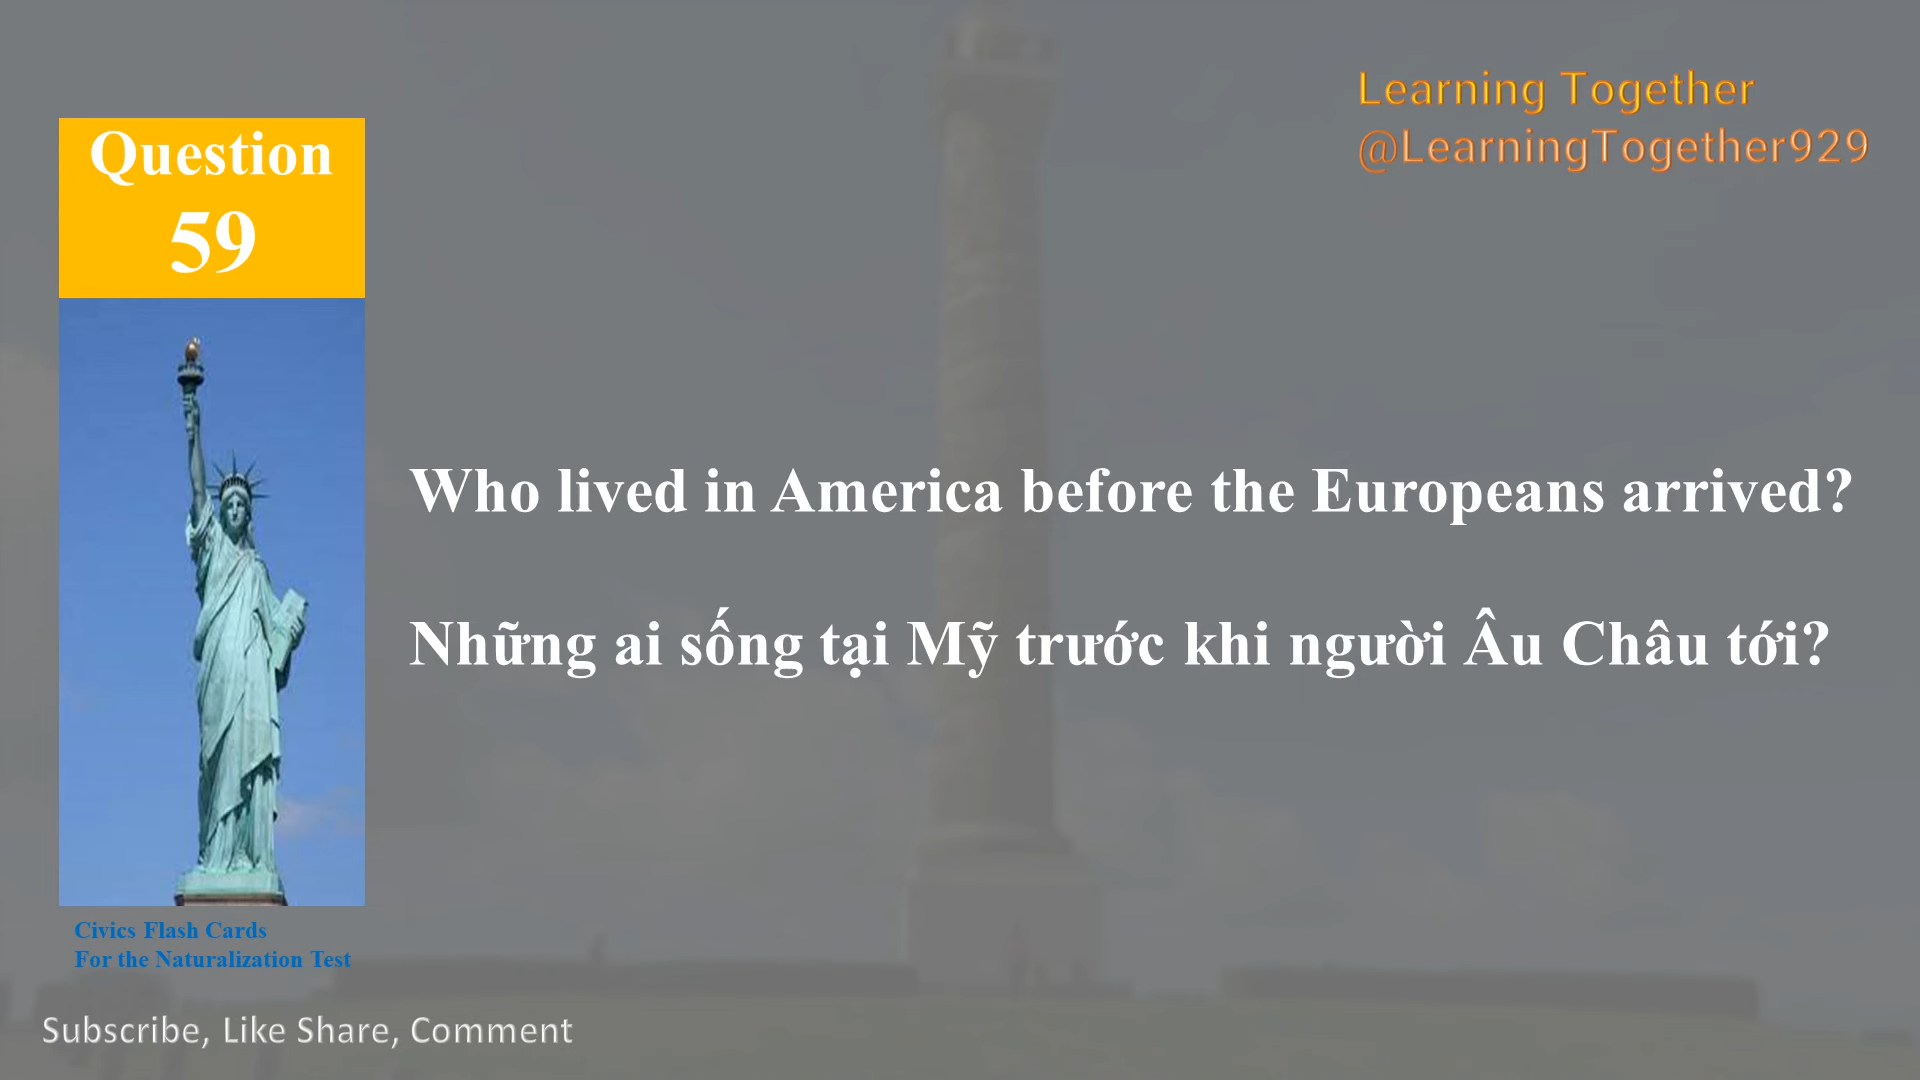 Learning Together
@LearningTogether929
Question
59
Who lived in America before the Europeans arrived?
Những ai sống tại Mỹ trước khi người Âu Châu tới?
Civics Flash Cards
For the Naturalization Test
Subscribe, Like Share, Comment